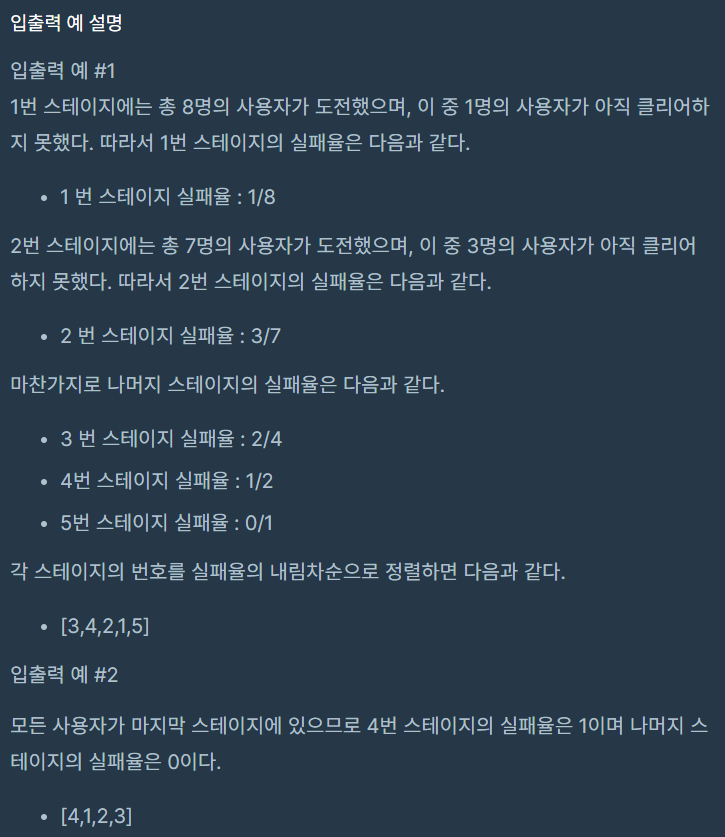 입출력 예 설명
입출력 예 #1
1번 스테이지에는 총 8명의 사용자가 도전했으며, 이 중 1명의 사용자가 아직 클리어하
지 못했다. 따라서 1번 스테이지의 실패율은 다음과 같다.
• 1 번 스테이지 실패율 : 1/8
2번 스테이지에는 총 7명의 사용자가 도전했으며, 이 중 3명의 사용자가 아직 클리어
하지 못했다. 따라서 2번 스테이지의 실패율은 다음과 같다.
• 2 번 스테이지 실패율 : 3/7
마찬가지로 나머지 스테이지의 실패율은 다음과 같다.
• 3 번 스테이지 실패율 : 2/4
• 4번 스테이지 실패율 : 1/2
• 5번 스테이지 실패율 : 0/1
각 스테이지의 번호를 실패율의 내림차순으로 정렬하면 다음과 같다.
• [3,4,2,1,5]
입출력 예 #2
모든 사용자가 마지막 스테이지에 있으므로 4번 스테이지의 실패율은 1이며 나머지 스
테이지의 실패율은 0이다.
• [4,1,2,3]